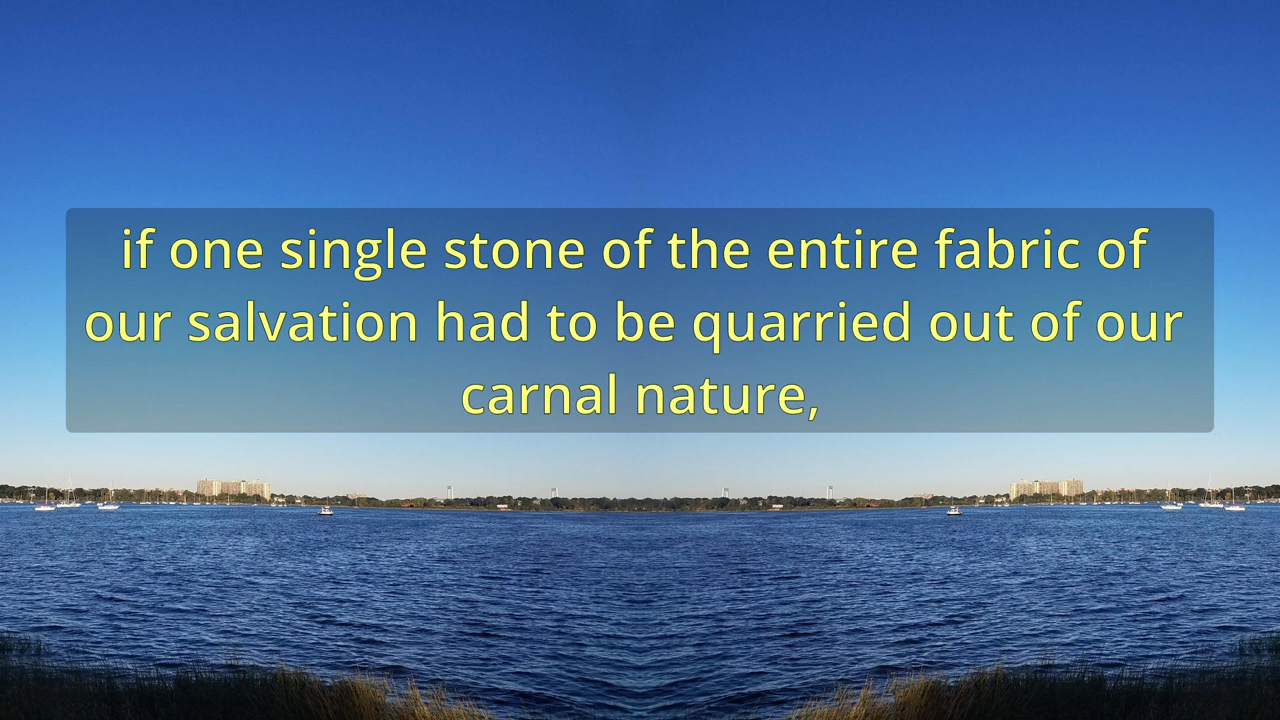 if one single stone of the entire fabric of
our salvation had to be quarried out of our
carnal nature,